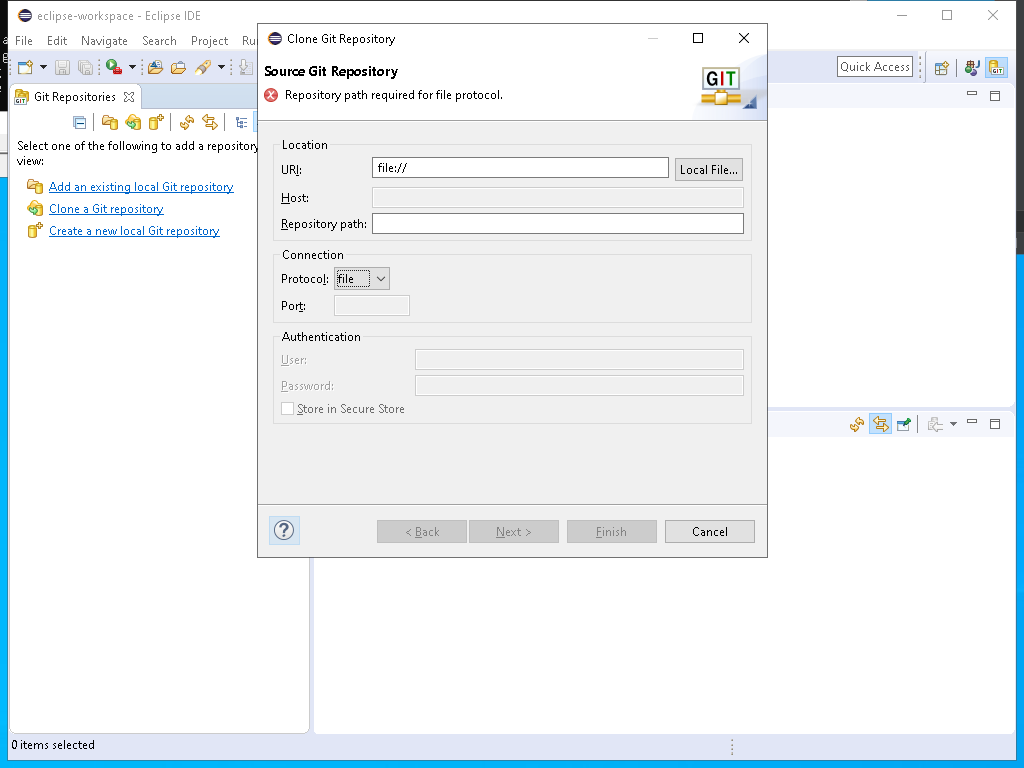 eclipse-workspace - Eclipse IDE
File Edit Navigate Search Project Ru
Quick Access
Git Repositories
Select one of the following to add a repository
view:
Add an existing local Git repository
Clone a Git repository
Create a new local Git repository
Clone Git Repository
Source Git Repository
Repository path required for file protocol.
GIT
Location
URI: file:// Local File...
Host:
Repository path:
Connection
Protocol: file
Port:
Authentication
User:
Password:
Store in Secure Store
< Back Next > Finish Cancel
0 items selected